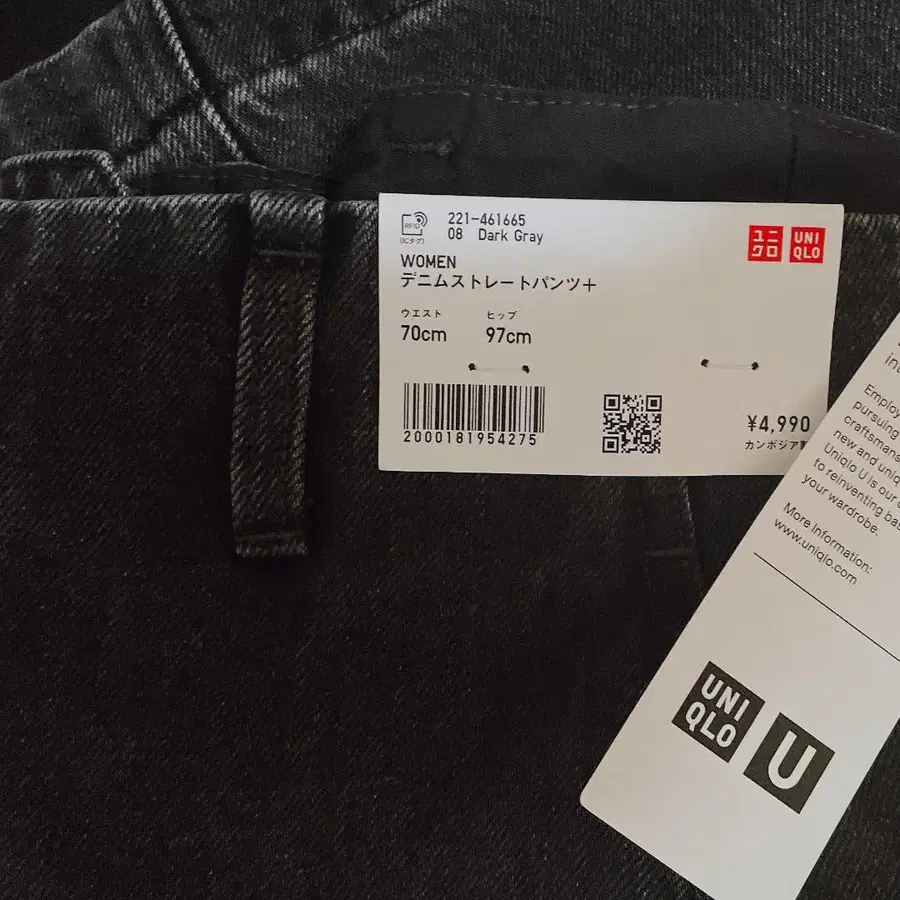 RFID
[ICタグ]
221-461665
08 Dark Gray
ユニ
クロ
UNI
QLO
WOMEN
デニムストレートパンツ+
ウエスト ヒップ
70cm 97cm
2000181954275
¥4,990
カンボジア製
Employ
pursuing
craftsmans
new and uniq
Uniqlo U is our
to reinventing bas
your wardrobe.
More information:
www.uniqlo.com
UNI
QLO
U